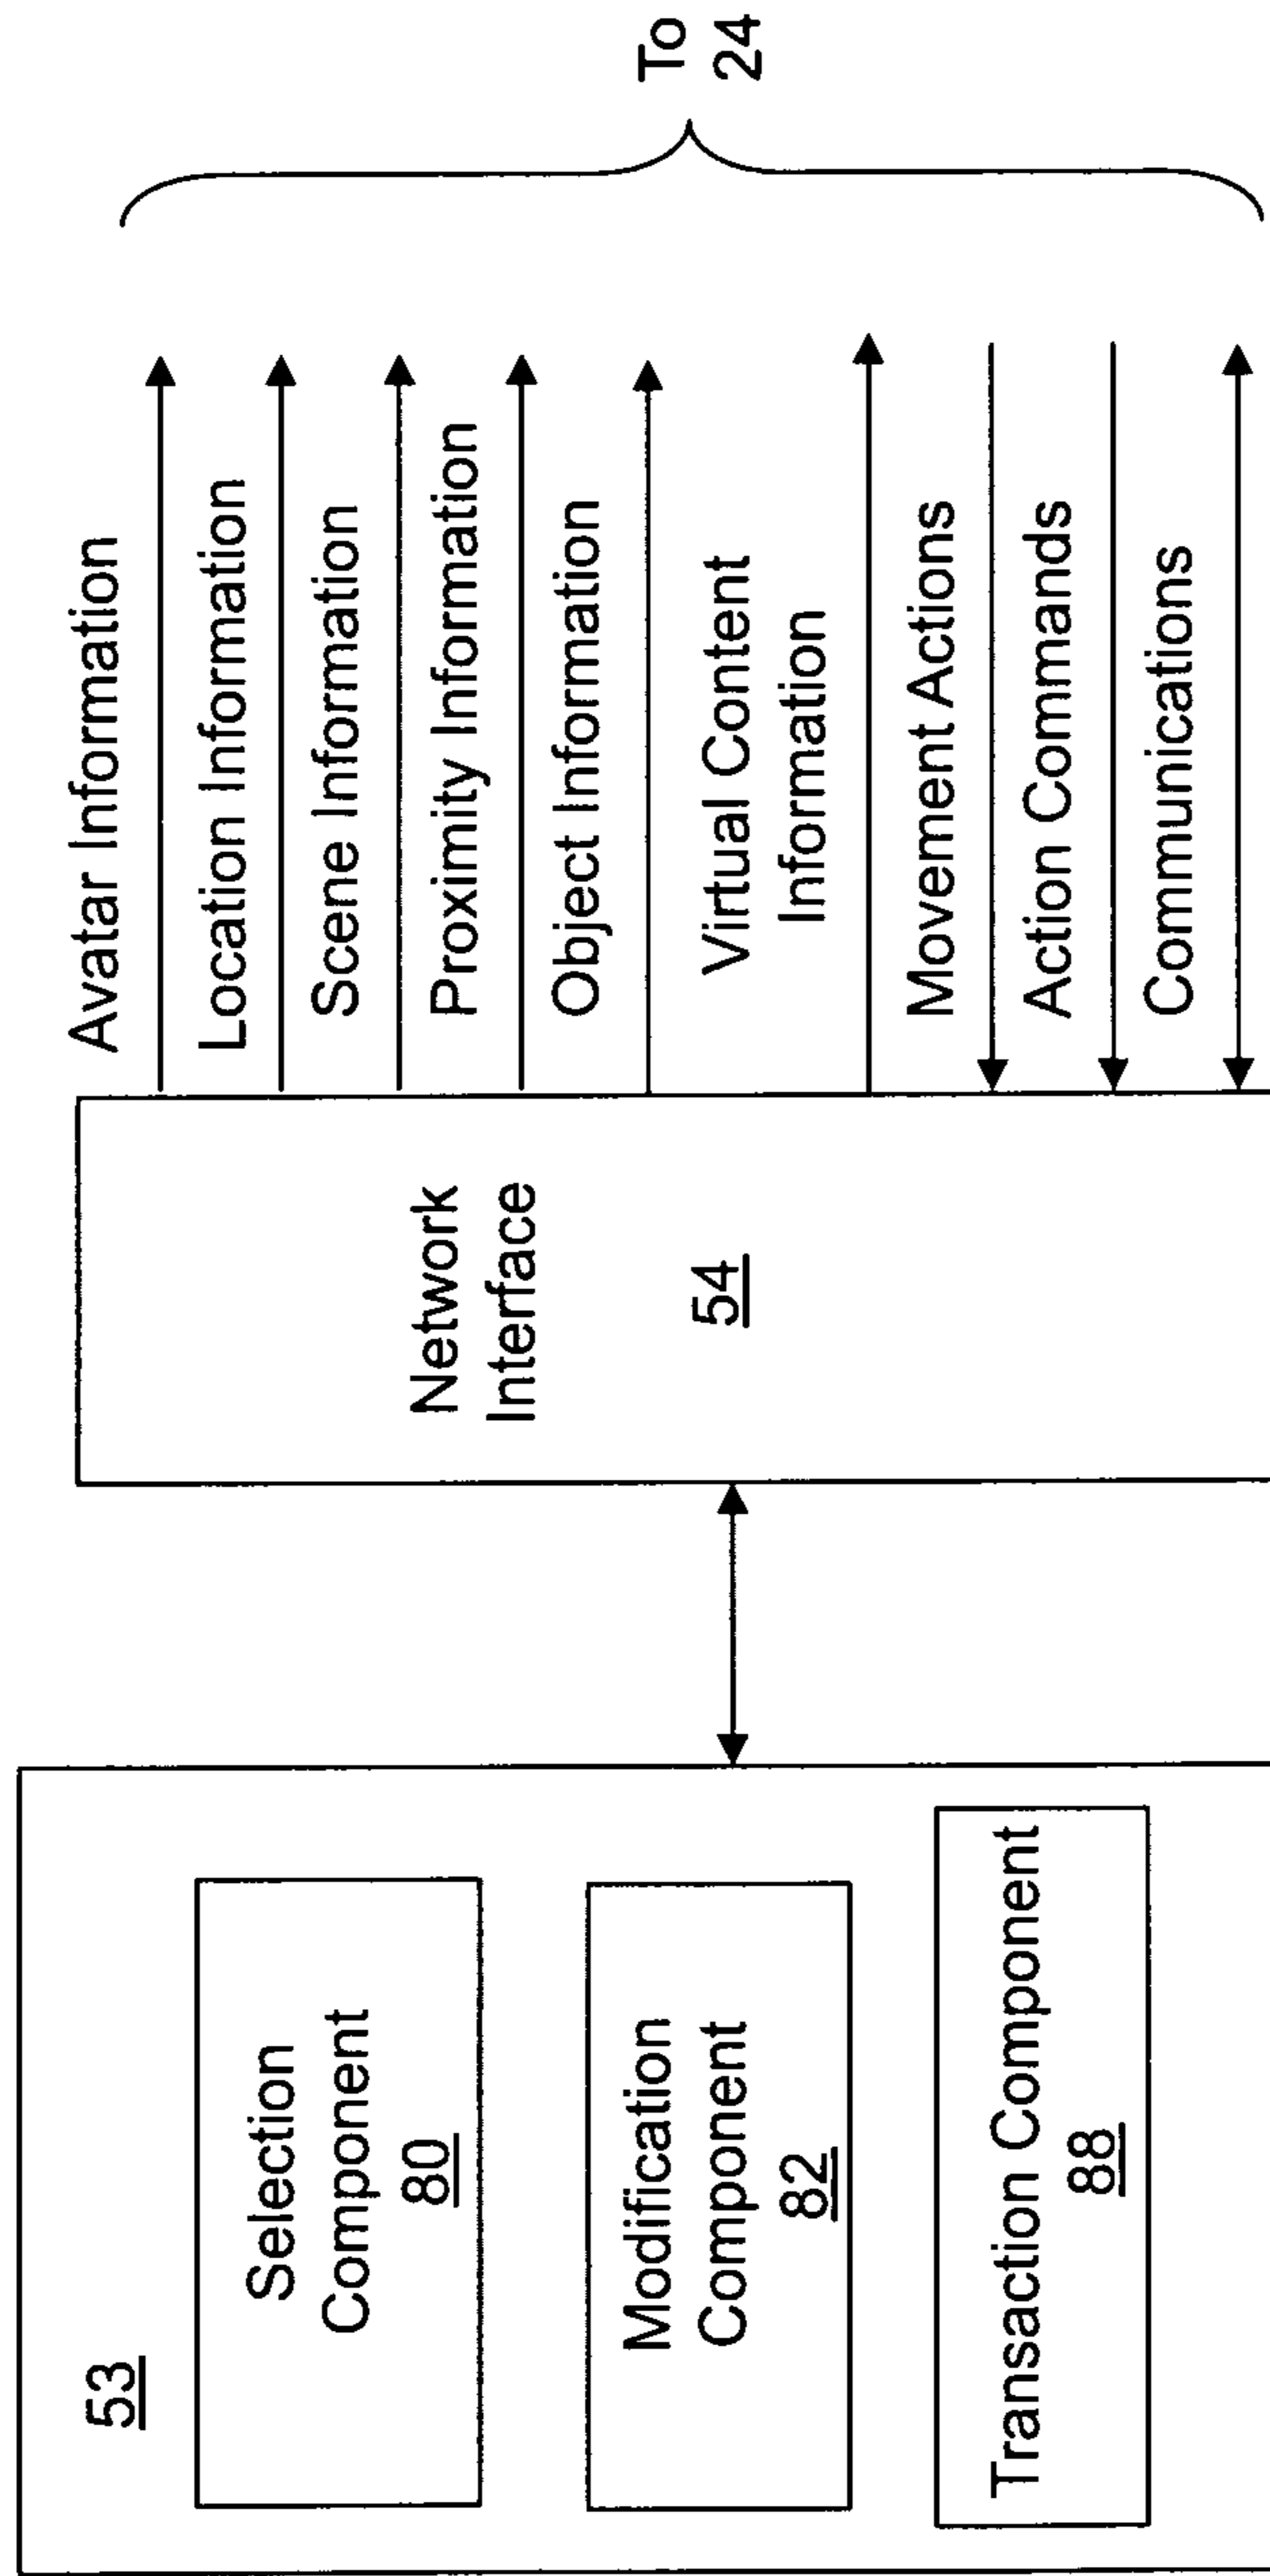 53
Selection
Component
80
Modification
Component
82
Transaction Component
88
Network
Interface
54
Avatar Information
Location Information
Scene Information
Proximity Information
Object Information
Virtual Content
Information
Movement Actions
Action Commands
Communications
To
24